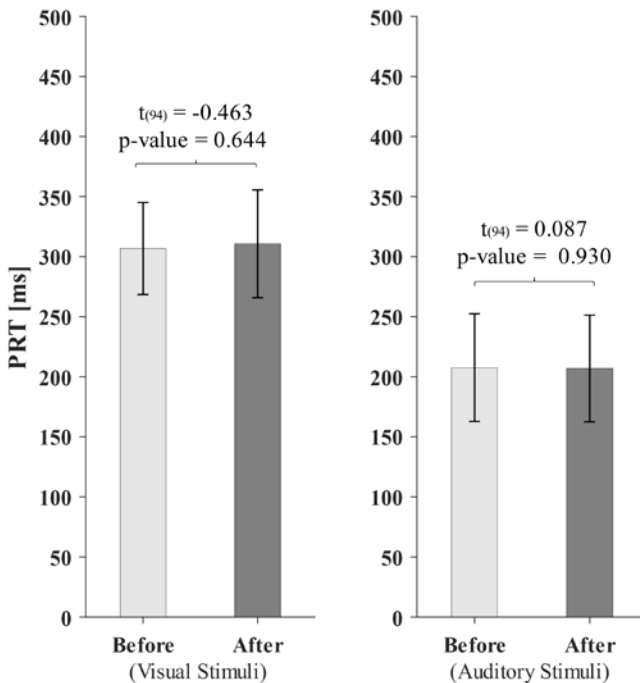 500
450
400
350
300
250
200
150
100
50
0
PRT [ms]
t(94) = -0.463
p-value = 0.644
Before After
(Visual Stimuli)
500
450
400
350
300
250
200
150
100
50
0
t(94) = 0.087
p-value = 0.930
Before After
(Auditory Stimuli)